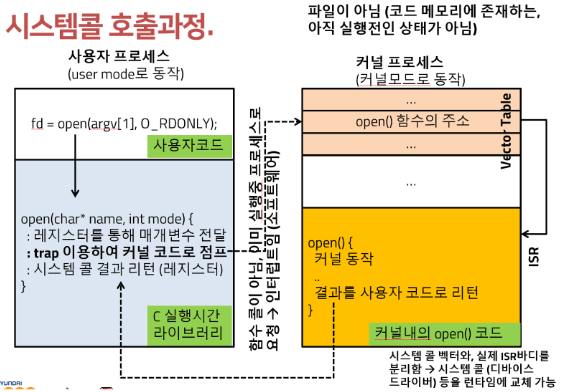 시스템콜 호출과정.
파일이 아님 (코드 메모리에 존재하는,
아직 실행전인 상태가 아님)
사용자 프로세스
(user mode로 동작)
커널 프로세스
(커널모드로 동작)
fd = open(argv[1], O_RDONLY);
사용자코드
open(char* name, int mode) {
: 레지스터를 통해 매개변수 전달
: trap 이용하여 커널 코드로 점프
: 시스템 콜 결과 리턴 (레지스터)
}
C 실행시간
라이브러리
함수 콜이 아닌, 이미 실행중 프로세스로
요청 → 인터럽트임 (소프트웨어)
...
open() 함수의 주소
...
Vector Table
...
ISR
open() {
커널 동작
..
결과를 사용자 코드로 리턴
}
커널내의 open() 코드
시스템 콜 벡터와, 실제 ISR바디를
분리함 → 시스템 콜 (디바이스
드라이버) 등을 런타임에 교체 가능
YUNDAI